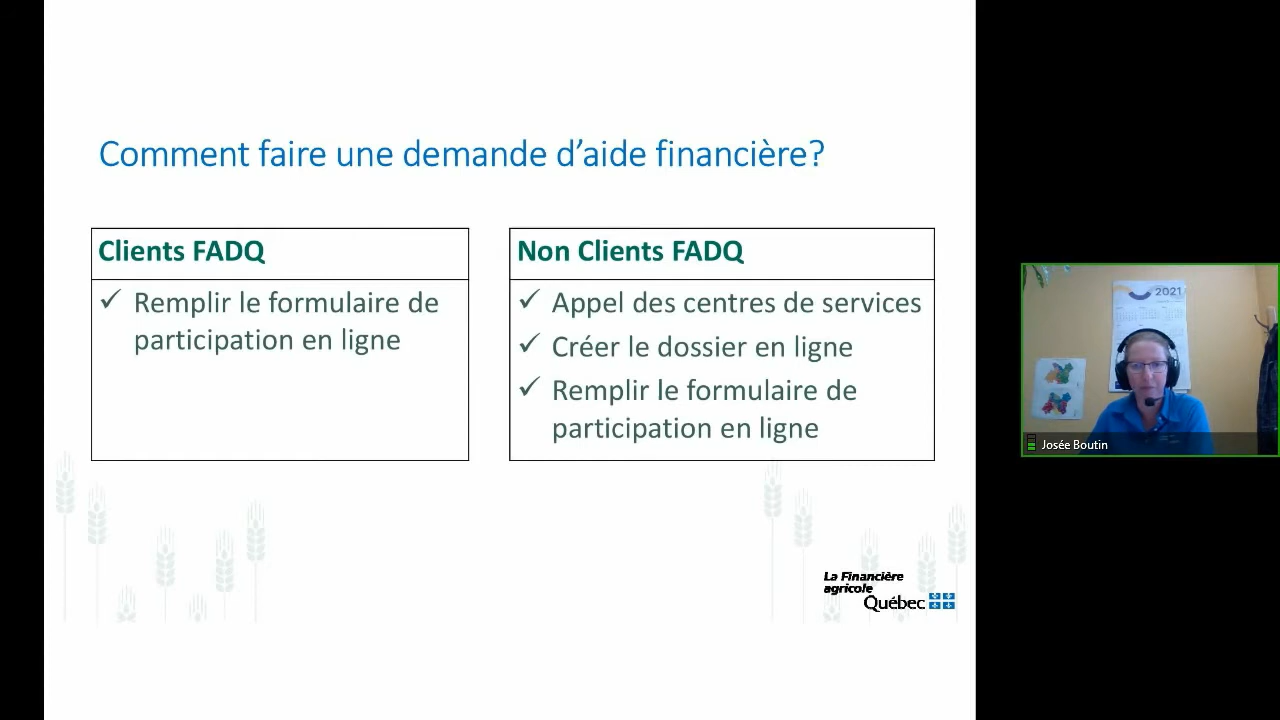 Comment faire une demande d'aide financière?
Clients FADQ
✓ Remplir le formulaire de
participation en ligne
Non Clients FADQ
✓ Appel des centres de services
✓ Créer le dossier en ligne
✓ Remplir le formulaire de
participation en ligne
La Financière
agricole
Québec
2021
Josée Boutin